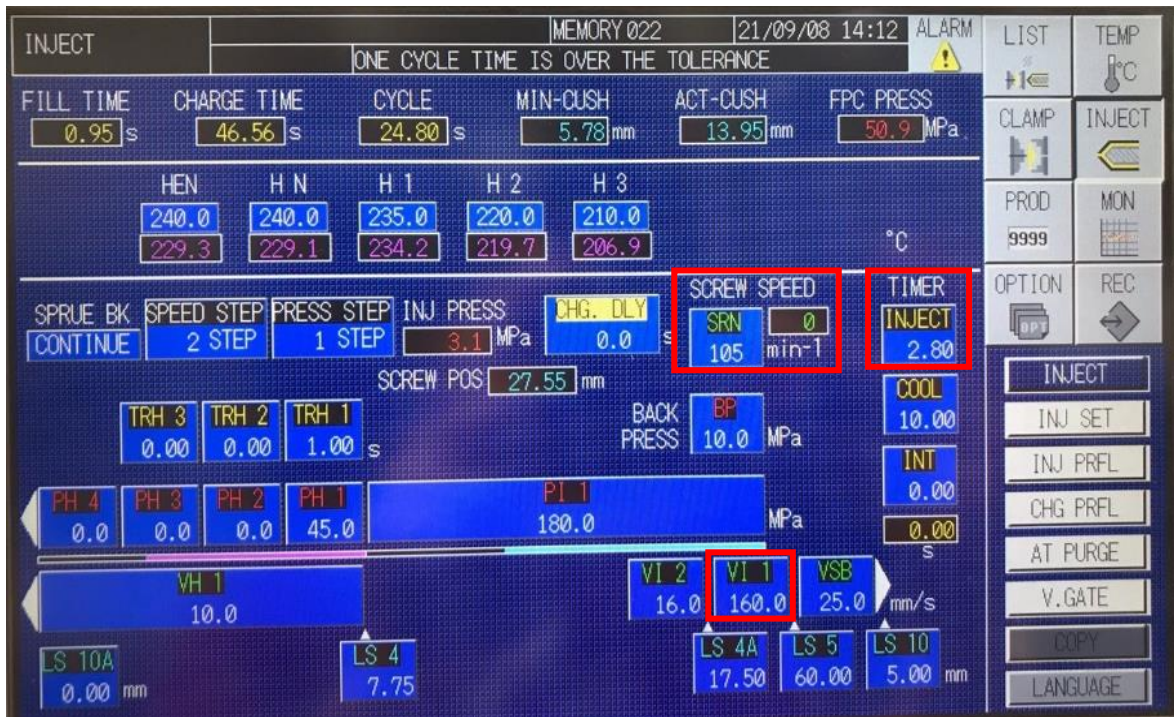 INJECT
MEMORY 022 21/09/08 14:12 ALARM
ONE CYCLE TIME IS OVER THE TOLERANCE
FILL TIME CHARGE TIME CYCLE MIN-CUSH ACT-CUSH FPC PRESS
0.95 s 46.56 s 24.80 s 5.78 mm 13.95 mm 50.9 MPa
HEN H N H 1 H 2 H 3
240.0 240.0 235.0 220.0 210.0
229.3 229.1 234.2 219.7 206.9 °C
SPRUE BK SPEED STEP PRESS STEP INJ PRESS CHG. DLY SCREW SPEED TIMER
CONTINUE 2 STEP 1 STEP 3.1 MPa 0.0 s SRN 0 INJECT
105 min-1 2.80
SCREW POS 27.55 mm
COOL
10.00
TRH 3 TRH 2 TRH 1 BACK PRESS BP
0.00 0.00 1.00 s 10.0 MPa
INT
0.00
PH 4 PH 3 PH 2 PH 1 PI 1
0.0 0.0 0.0 45.0 180.0 MPa
0.00
s
VH 1 VI 2 VI 1 VSB
10.0 16.0 160.0 25.0 mm/s
LS 10A LS 4 LS 4A LS 5 LS 10
0.00 mm 7.75 17.50 60.00 5.00 mm
LIST TEMP
°C
CLAMP INJECT
PROD MON
9999
OPTION REC
OPT
INJECT
INJ SET
INJ PRFL
CHG PRFL
AT PURGE
V.GATE
COPY
LANGUAGE